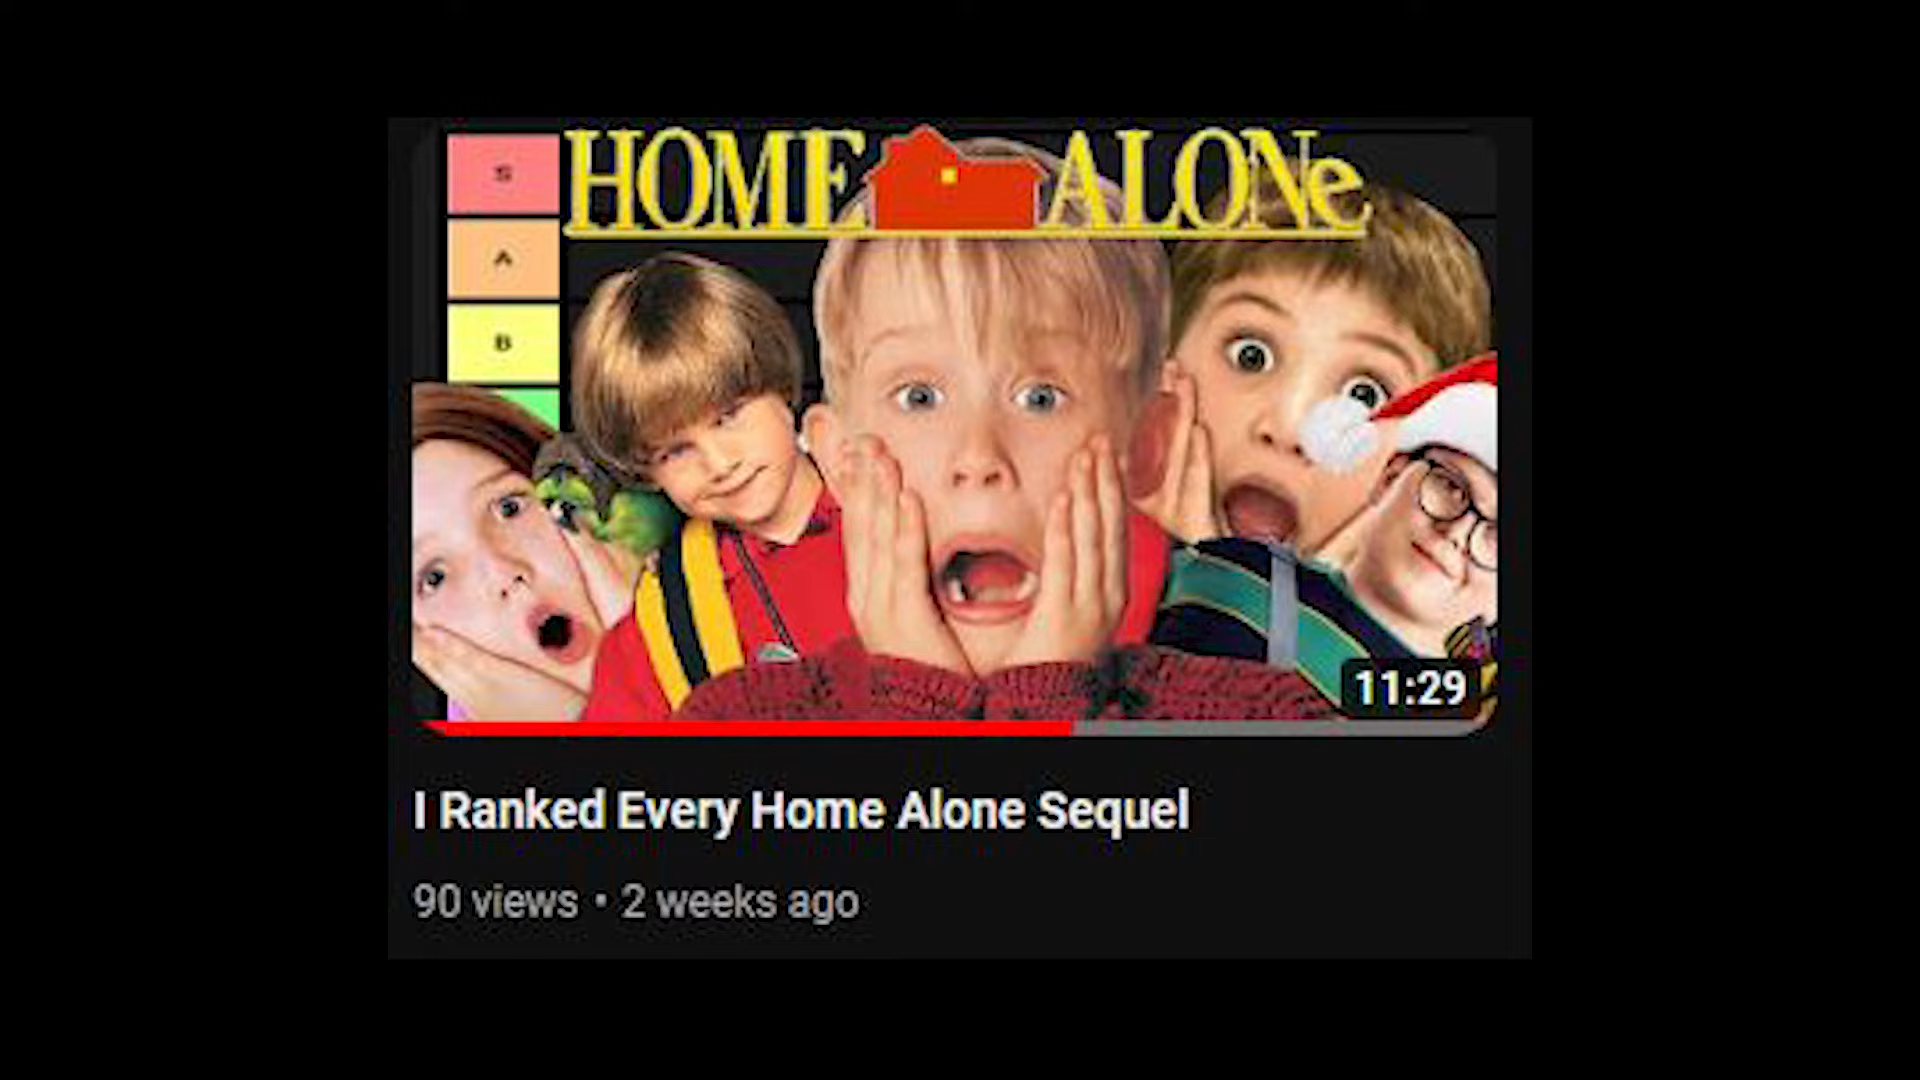 HOME ALONe
S
A
B
11:29
I Ranked Every Home Alone Sequel
90 views • 2 weeks ago